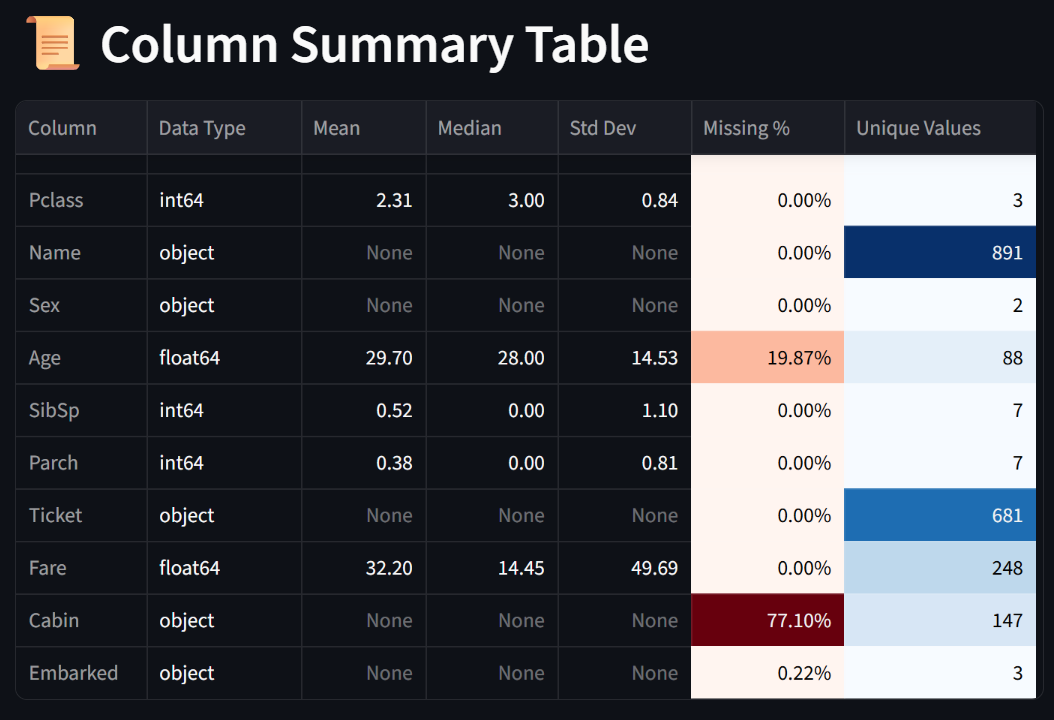 Column Summary Table
Column Data Type Mean Median Std Dev Missing % Unique Values
Pclass int64 2.31 3.00 0.84 0.00% 3
Name object None None None 0.00% 891
Sex object None None None 0.00% 2
Age float64 29.70 28.00 14.53 19.87% 88
SibSp int64 0.52 0.00 1.10 0.00% 7
Parch int64 0.38 0.00 0.81 0.00% 7
Ticket object None None None 0.00% 681
Fare float64 32.20 14.45 49.69 0.00% 248
Cabin object None None None 77.10% 147
Embarked object None None None 0.22% 3